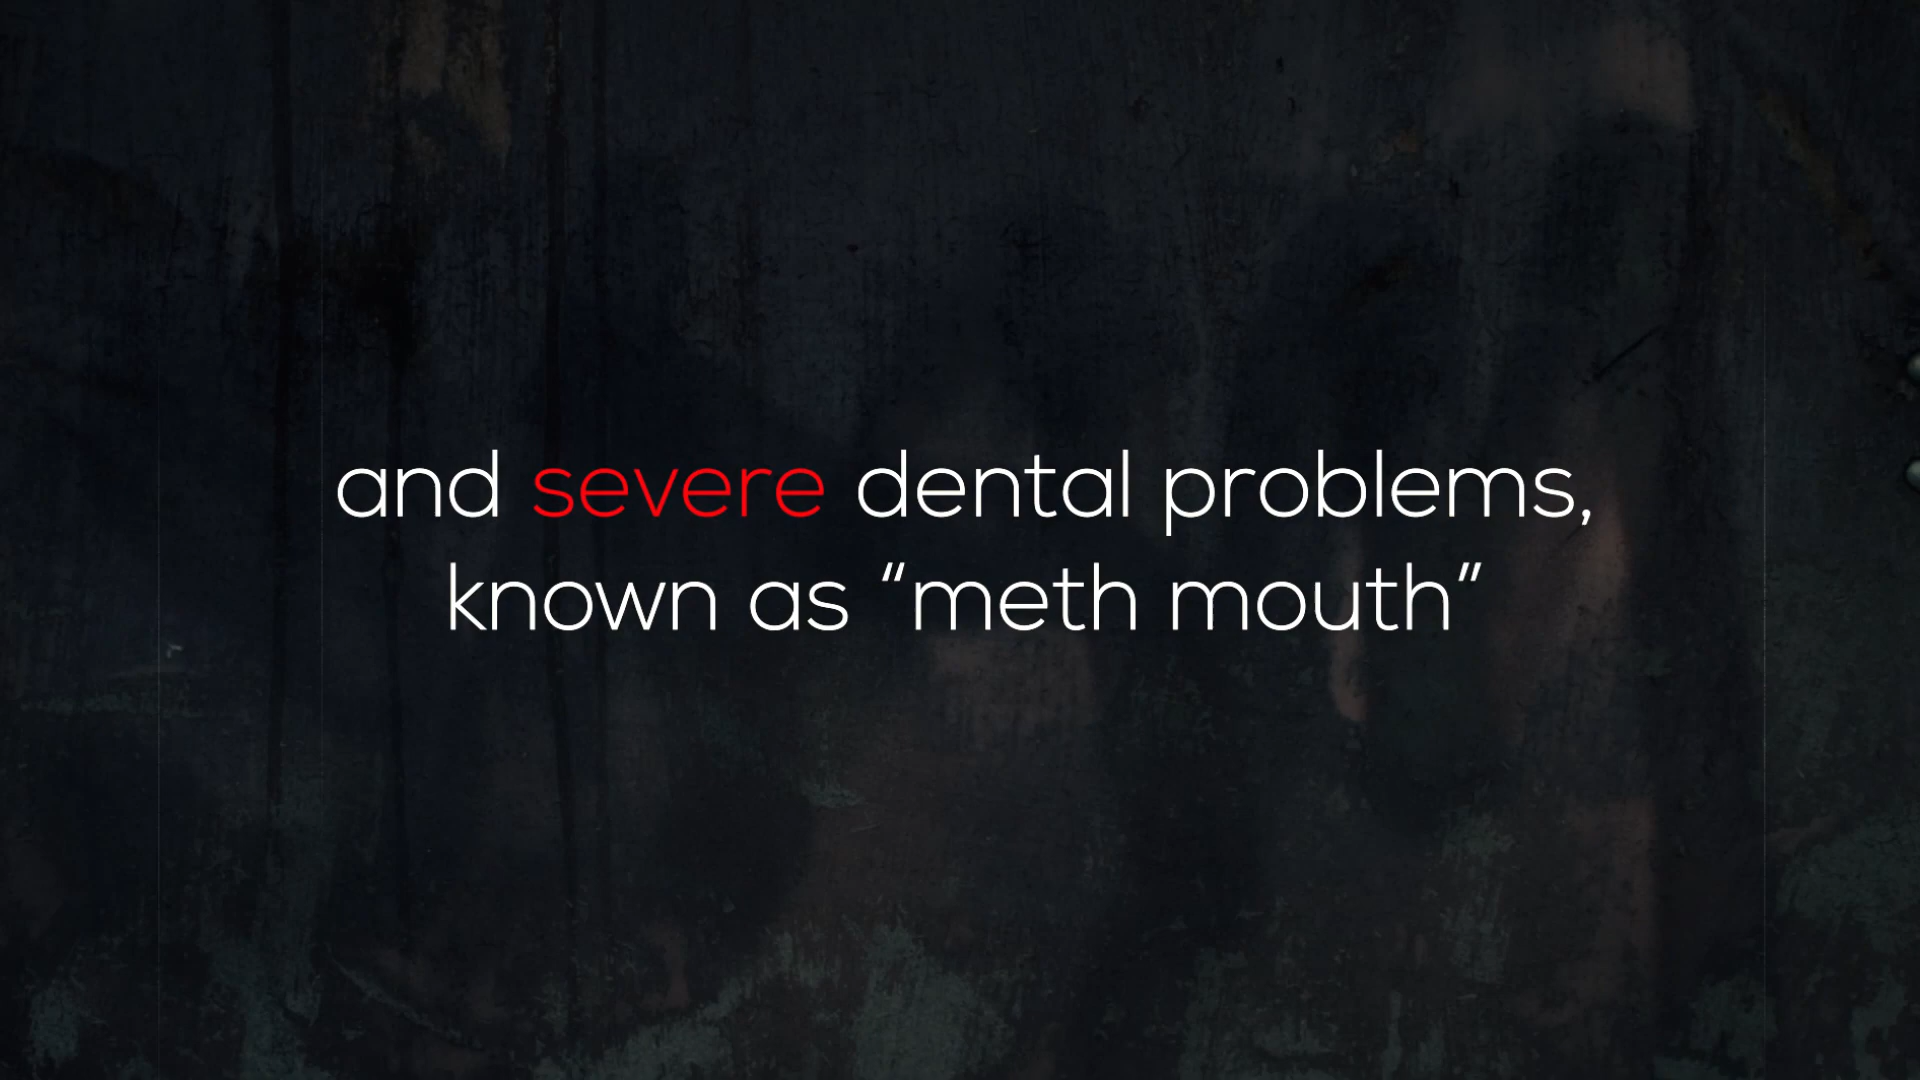 and severe dental problems,
known as “meth mouth”